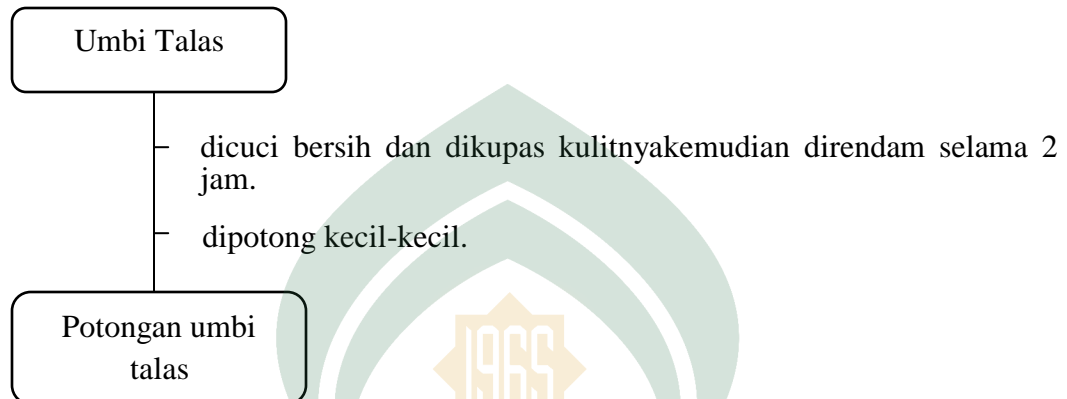 Umbi Talas
dicuci bersih dan dikupas kulitnyakemudian direndam selama 2
jam.
dipotong kecil-kecil.
1965
Potongan umbi
talas